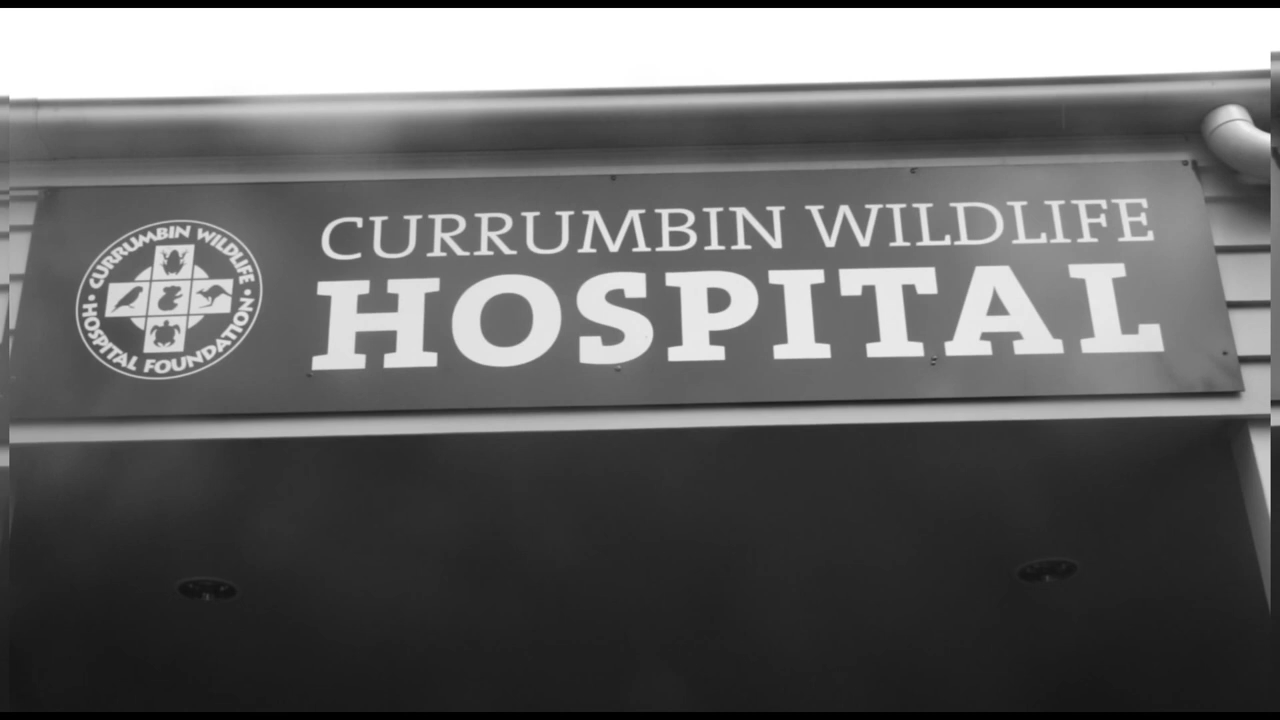 CURRUMBIN WILDLIFE
HOSPITAL
CURRUMBIN WILDLIFE
• HOSPITAL FOUNDATION •